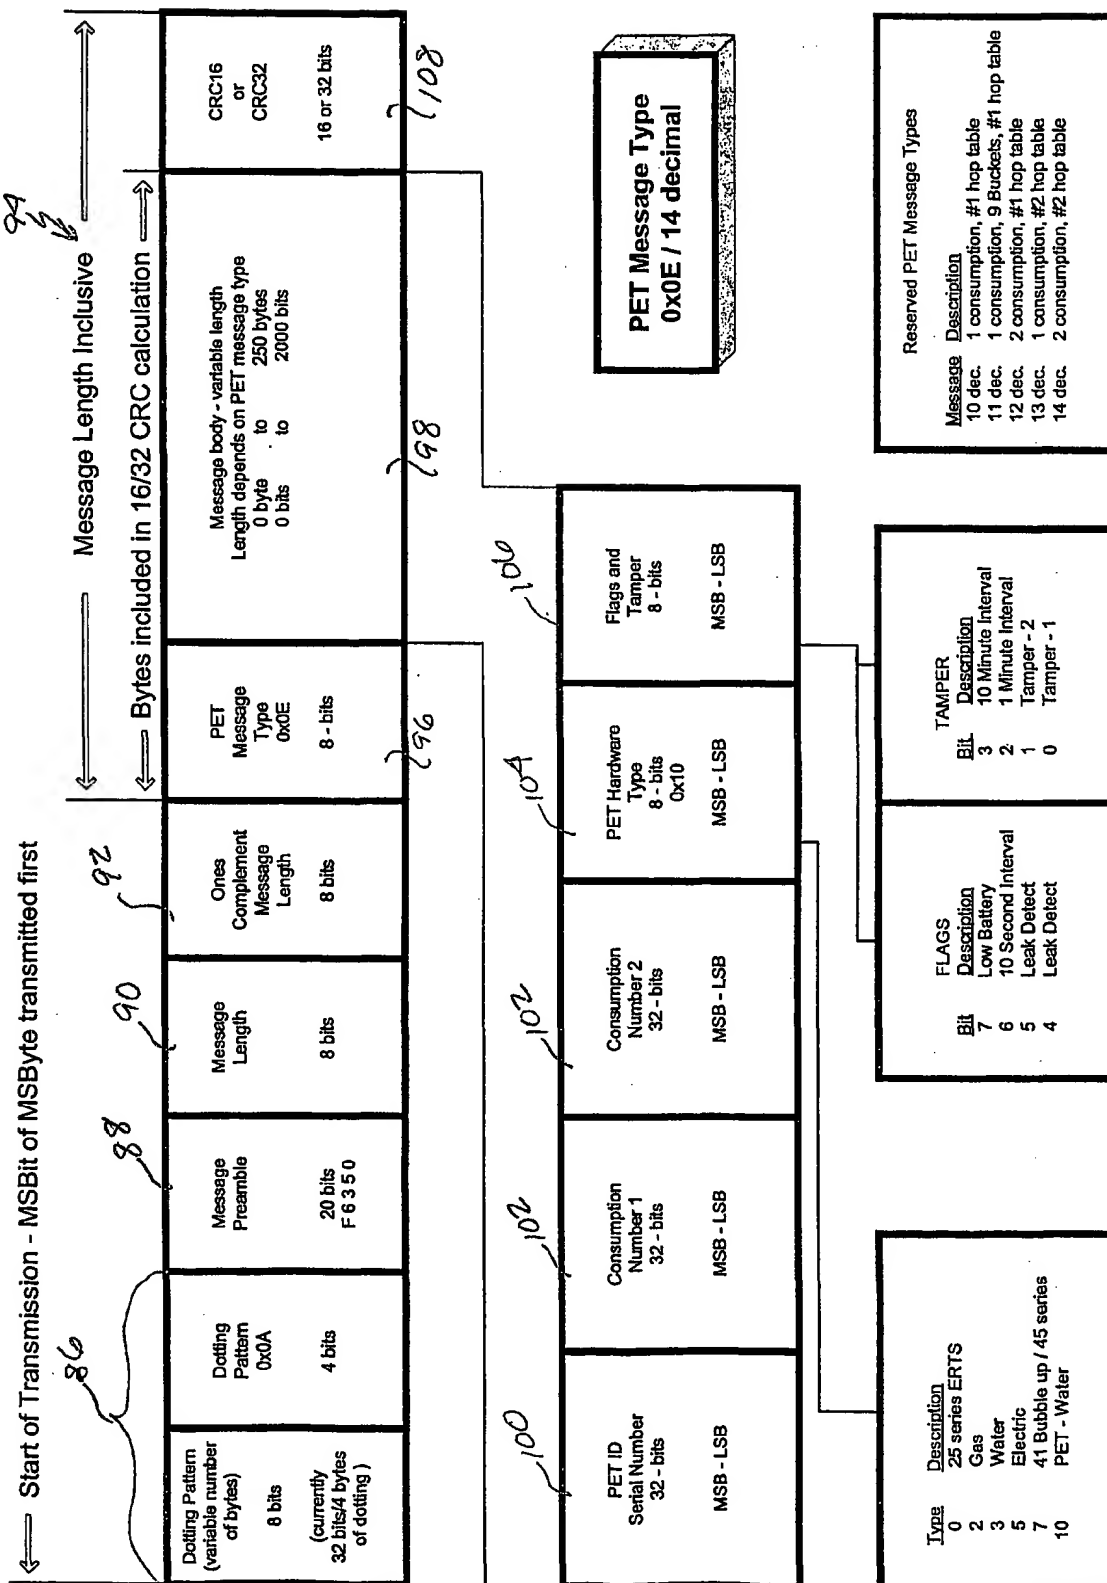 Start of Transmission - MSBit of MSByte transmitted first
94
Message Length Inclusive
Bytes included in 16/32 CRC calculation
86
Dotting Pattern
(variable number
of bytes)
8 bits
(currently
32 bits/4 bytes
of dotting )
Dotting
Pattern
0x0A
4 bits
88
Message
Preamble
20 bits
F 6 3 5 0
90
Message
Length
8 bits
92
Ones
Complement
Message
Length
8 bits
PET
Message
Type
0x0E
8 - bits
96
Message body - variable length
Length depends on PET message type
0 byte to 250 bytes
0 bits to 2000 bits
98
CRC16
or
CRC32
16 or 32 bits
108
100
PET ID
Serial Number
32 - bits
MSB - LSB
102
Consumption
Number 1
32 - bits
MSB - LSB
102
Consumption
Number 2
32 - bits
MSB - LSB
104
PET Hardware
Type
8 - bits
0x10
MSB - LSB
106
Flags and
Tamper
8 - bits
MSB - LSB
PET Message Type
0x0E / 14 decimal
Type Description
0 25 series ERTS
2 Gas
3 Water
5 Electric
7 41 Bubble up / 45 series
10 PET - Water
FLAGS
Bit Description
7 Low Battery
6 10 Second Interval
5 Leak Detect
4 Leak Detect
TAMPER
Bit Description
3 10 Minute Interval
2 1 Minute Interval
1 Tamper - 2
0 Tamper - 1
Reserved PET Message Types
Message Description
10 dec. 1 consumption, #1 hop table
11 dec. 1 consumption, 9 Buckets, #1 hop table
12 dec. 2 consumption, #1 hop table
13 dec. 1 consumption, #2 hop table
14 dec. 2 consumption, #2 hop table